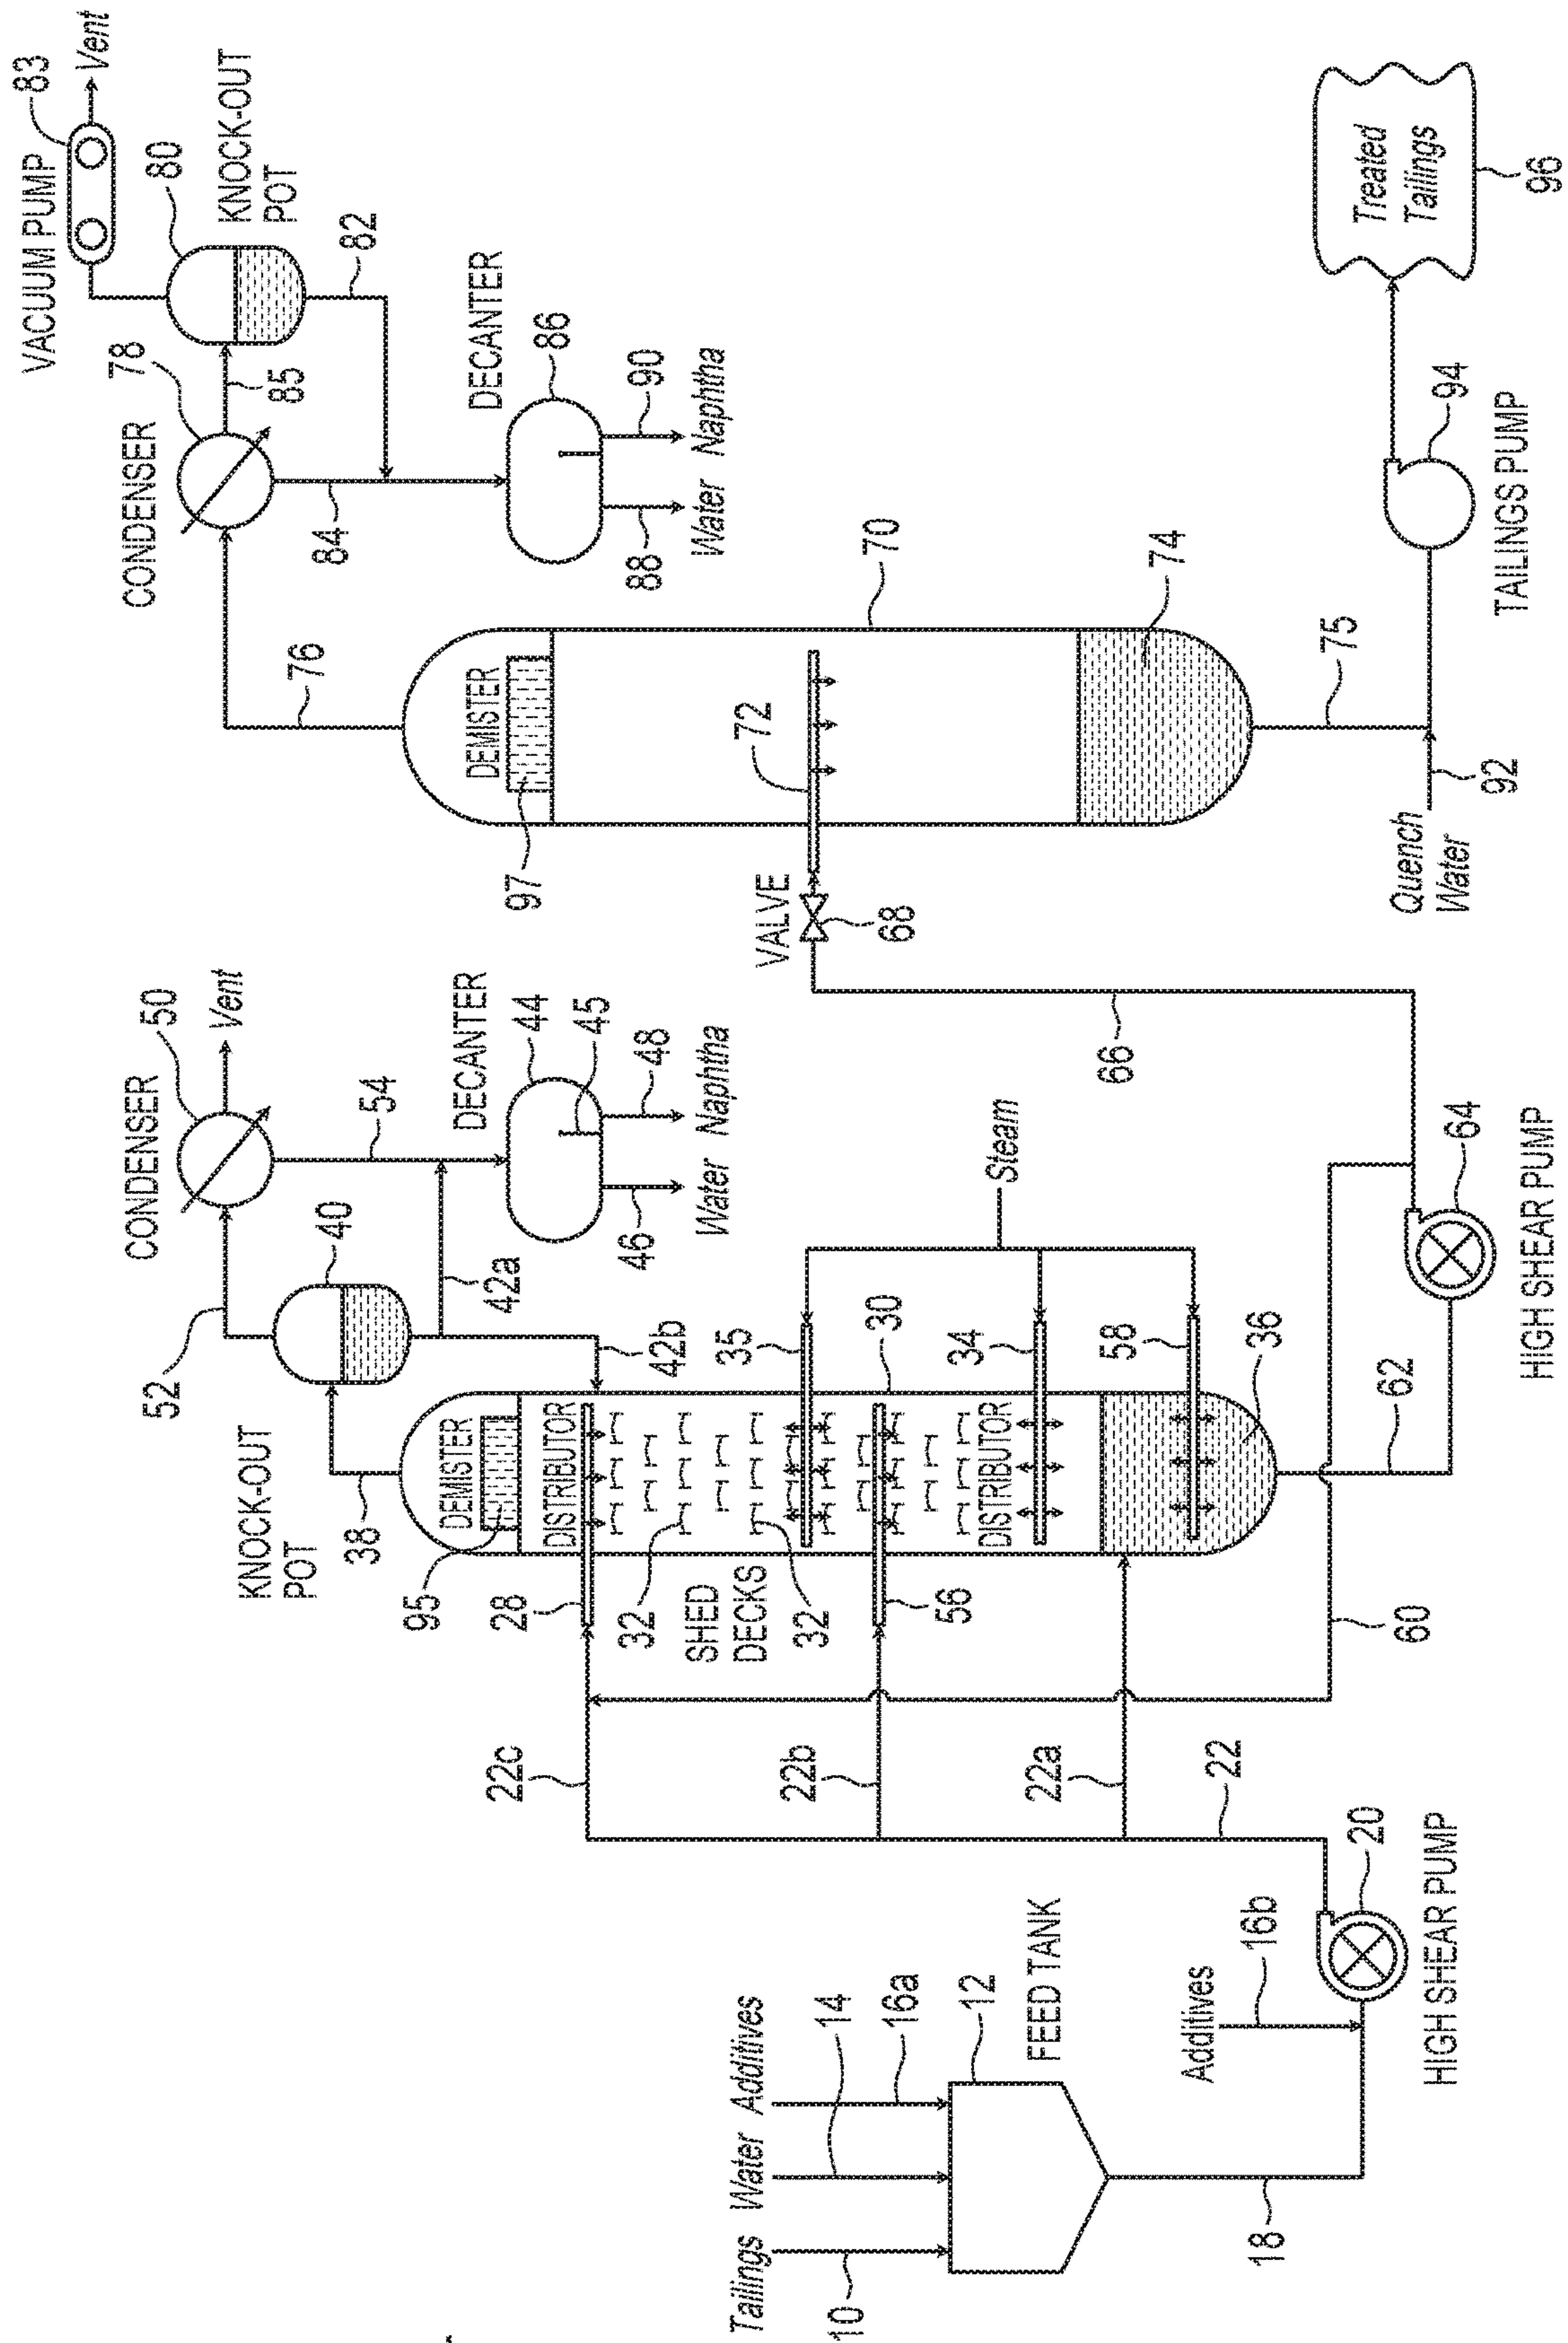 Tailings
Water
Additives
10
14
16a
12
FEED TANK
18
Additives
16b
20
HIGH SHEAR PUMP
22
22a
22b
22c
KNOCK-OUT
POT
38
52
40
CONDENSER
50
Vent
54
42a
42b
DECANTER
44
45
46
48
Water
Naphtha
95
DEMISTER
28
DISTRIBUTOR
32
SHED
DECKS
32
35
30
56
34
DISTRIBUTOR
58
36
Steam
60
62
64
HIGH SHEAR PUMP
66
VALVE
68
97
DEMISTER
72
70
74
76
CONDENSER
78
85
84
VACUUM PUMP
83
Vent
80
KNOCK-OUT
POT
82
DECANTER
86
88
90
Water
Naphtha
75
Quench
Water
92
94
TAILINGS PUMP
Treated
Tailings
96